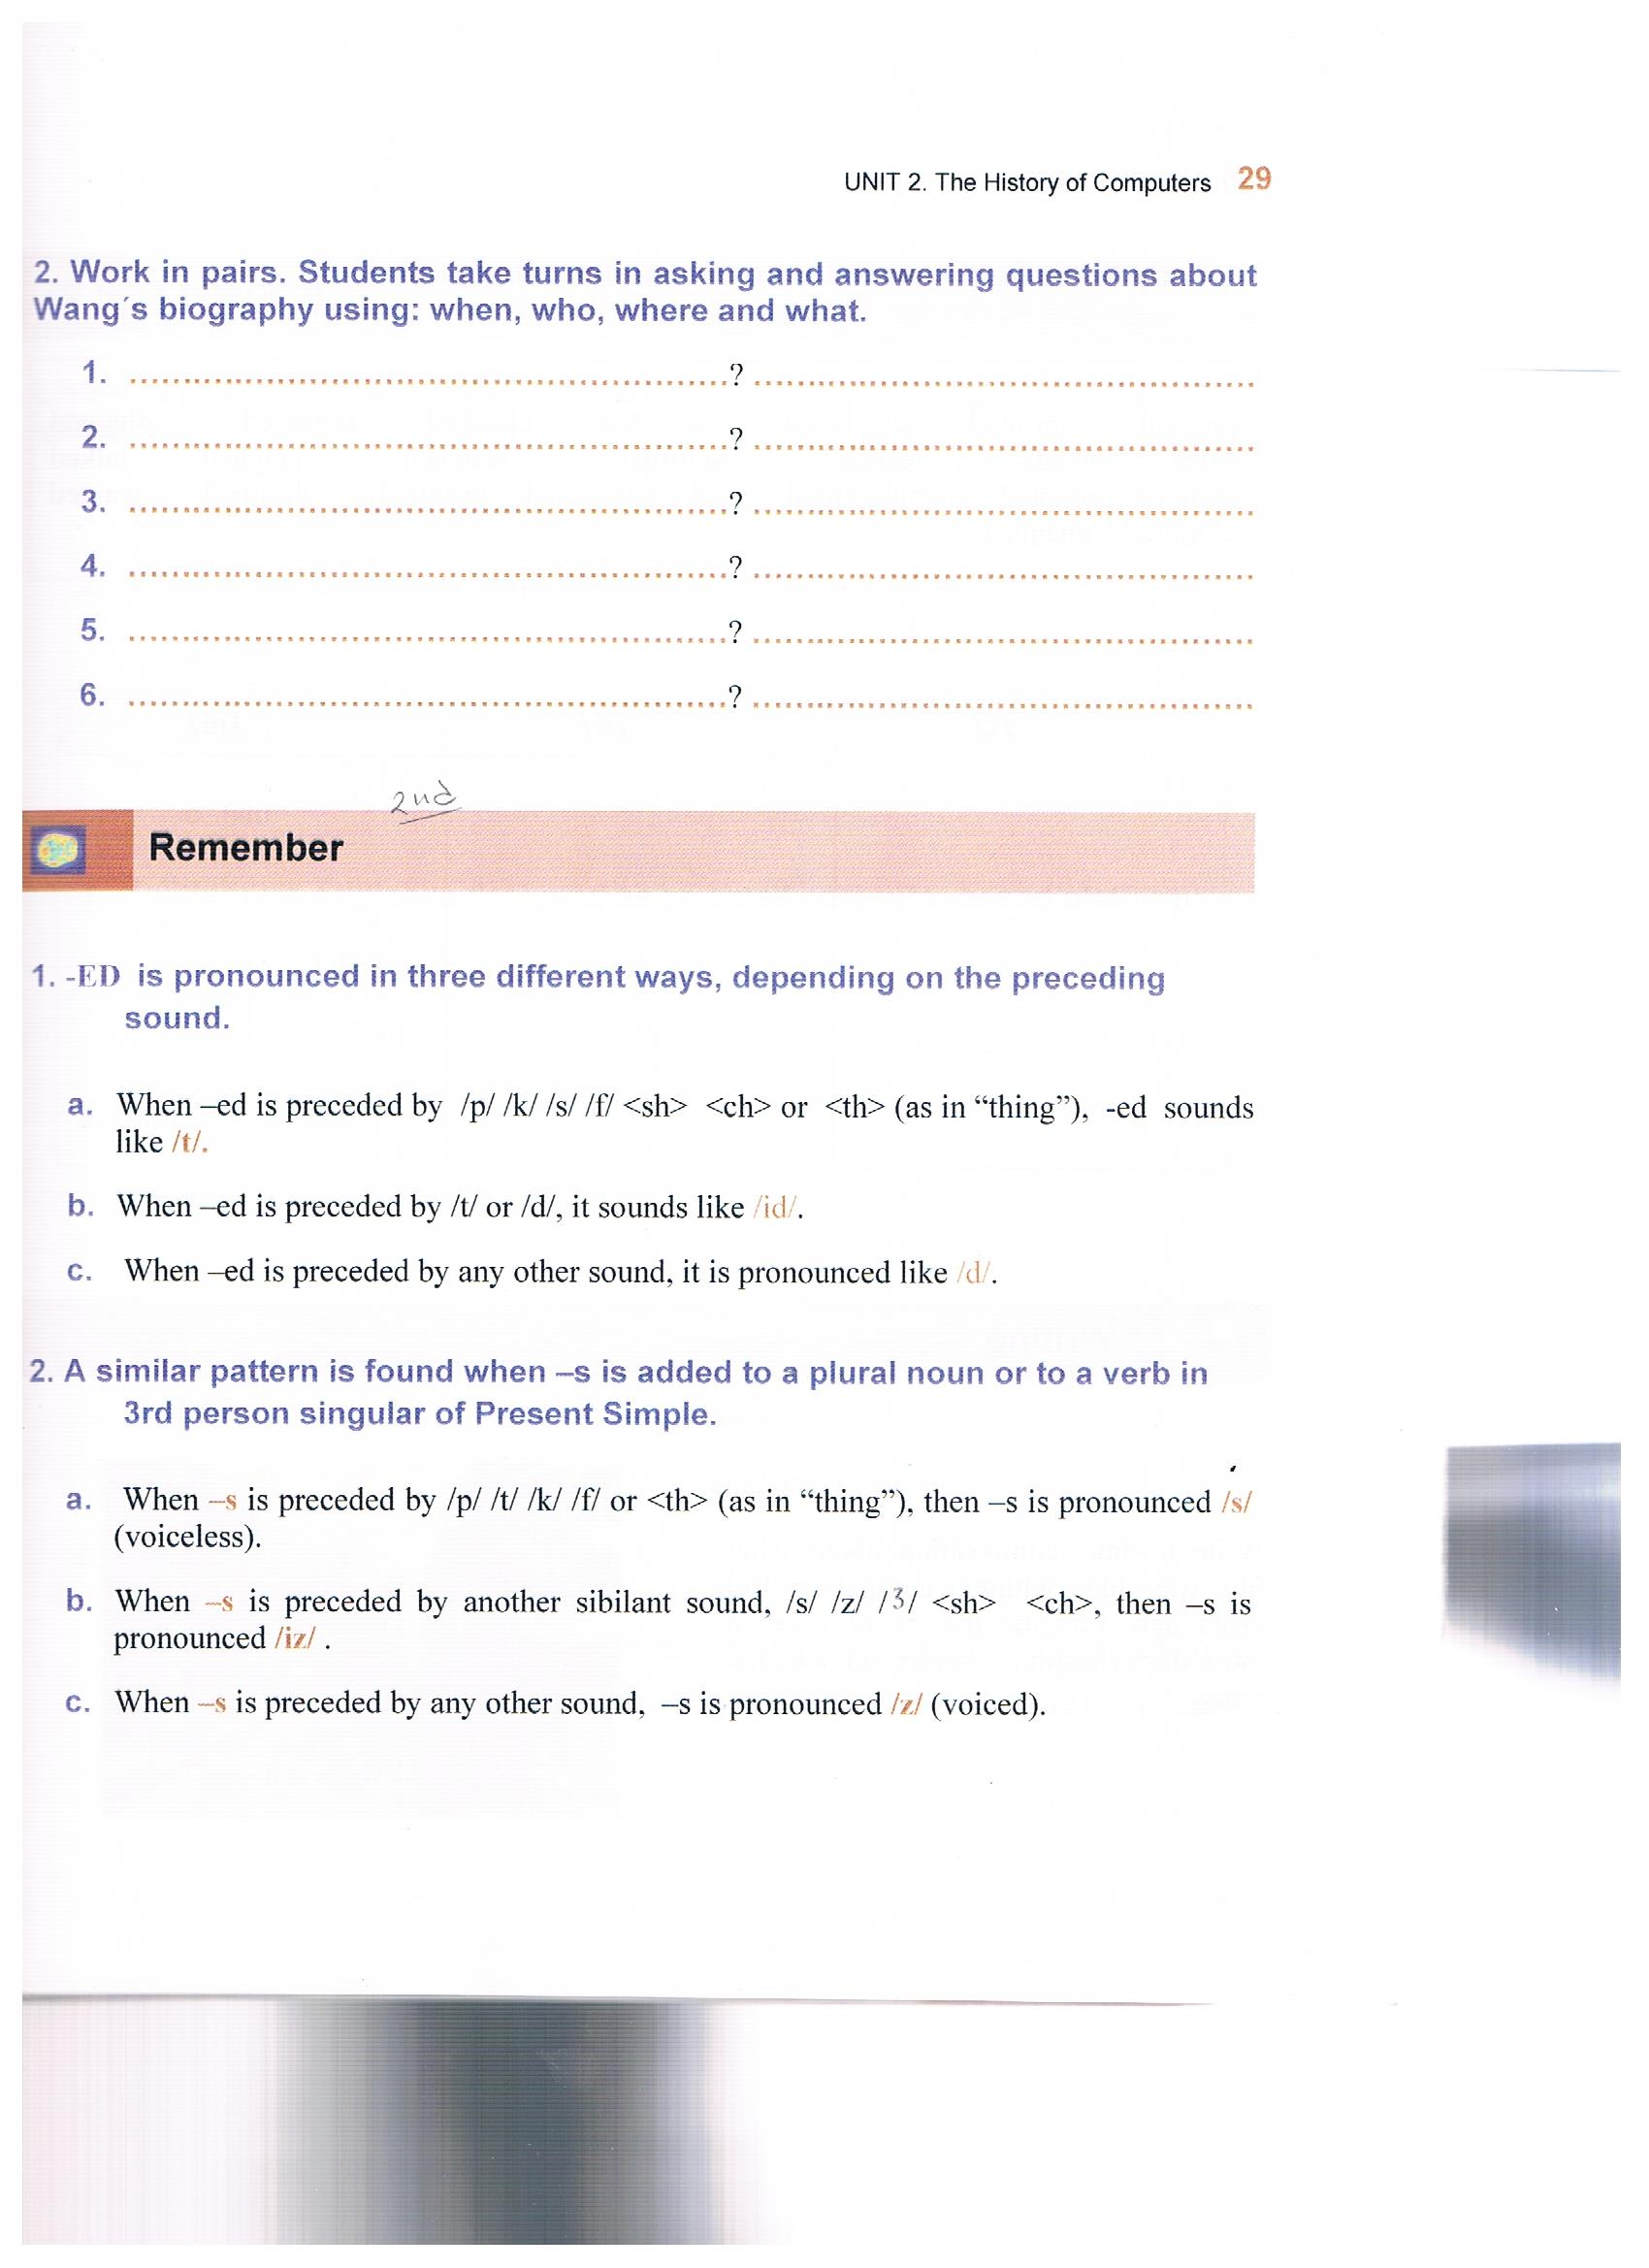 UNIT 2. The History of Computers 29
2. Work in pairs. Students take turns in asking and answering questions about
Wang´s biography using: when, who, where and what.
1. ........................................................? ........................................................
2. ........................................................? ........................................................
3. ........................................................? ........................................................
4. ........................................................? ........................................................
5. ........................................................? ........................................................
6. ........................................................? ........................................................
2nd
Remember
1. -ED is pronounced in three different ways, depending on the preceding
sound.
a. When –ed is preceded by /p/ /k/ /s/ /f/ <sh> <ch> or <th> (as in “thing”), -ed sounds
like /t/.
b. When –ed is preceded by /t/ or /d/, it sounds like /id/.
c. When –ed is preceded by any other sound, it is pronounced like /d/.
2. A similar pattern is found when –s is added to a plural noun or to a verb in
3rd person singular of Present Simple.
a. When –s is preceded by /p/ /t/ /k/ /f/ or <th> (as in “thing”), then –s is pronounced /s/
(voiceless).
b. When –s is preceded by another sibilant sound, /s/ /z/ /ʒ/ <sh> <ch>, then –s is
pronounced /iz/ .
c. When –s is preceded by any other sound, –s is pronounced /z/ (voiced).